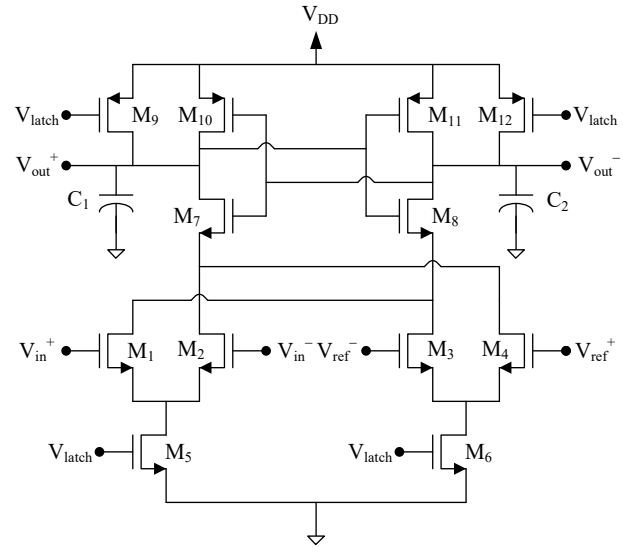 V_DD
V_latch M_9 M_10 M_11 M_12 V_latch
V_out^+ V_out^-
C_1 M_7 M_8 C_2
V_in^+ M_1 M_2 V_in^- V_ref^- M_3 M_4 V_ref^+
V_latch M_5 V_latch M_6